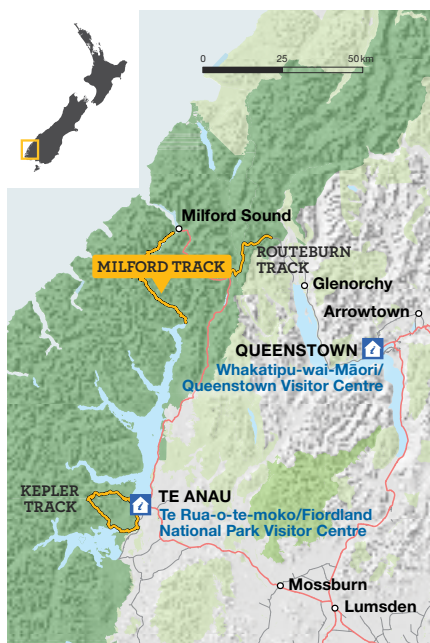 0 25 50 km
Milford Sound
ROUTEBURN
TRACK
MILFORD TRACK
Glenorchy
Arrowtown
QUEENSTOWN
Whakatipu-wai-Māori/
Queenstown Visitor Centre
KEPLER
TRACK
TE ANAU
Te Rua-o-te-moko/Fiordland
National Park Visitor Centre
Mossburn
Lumsden